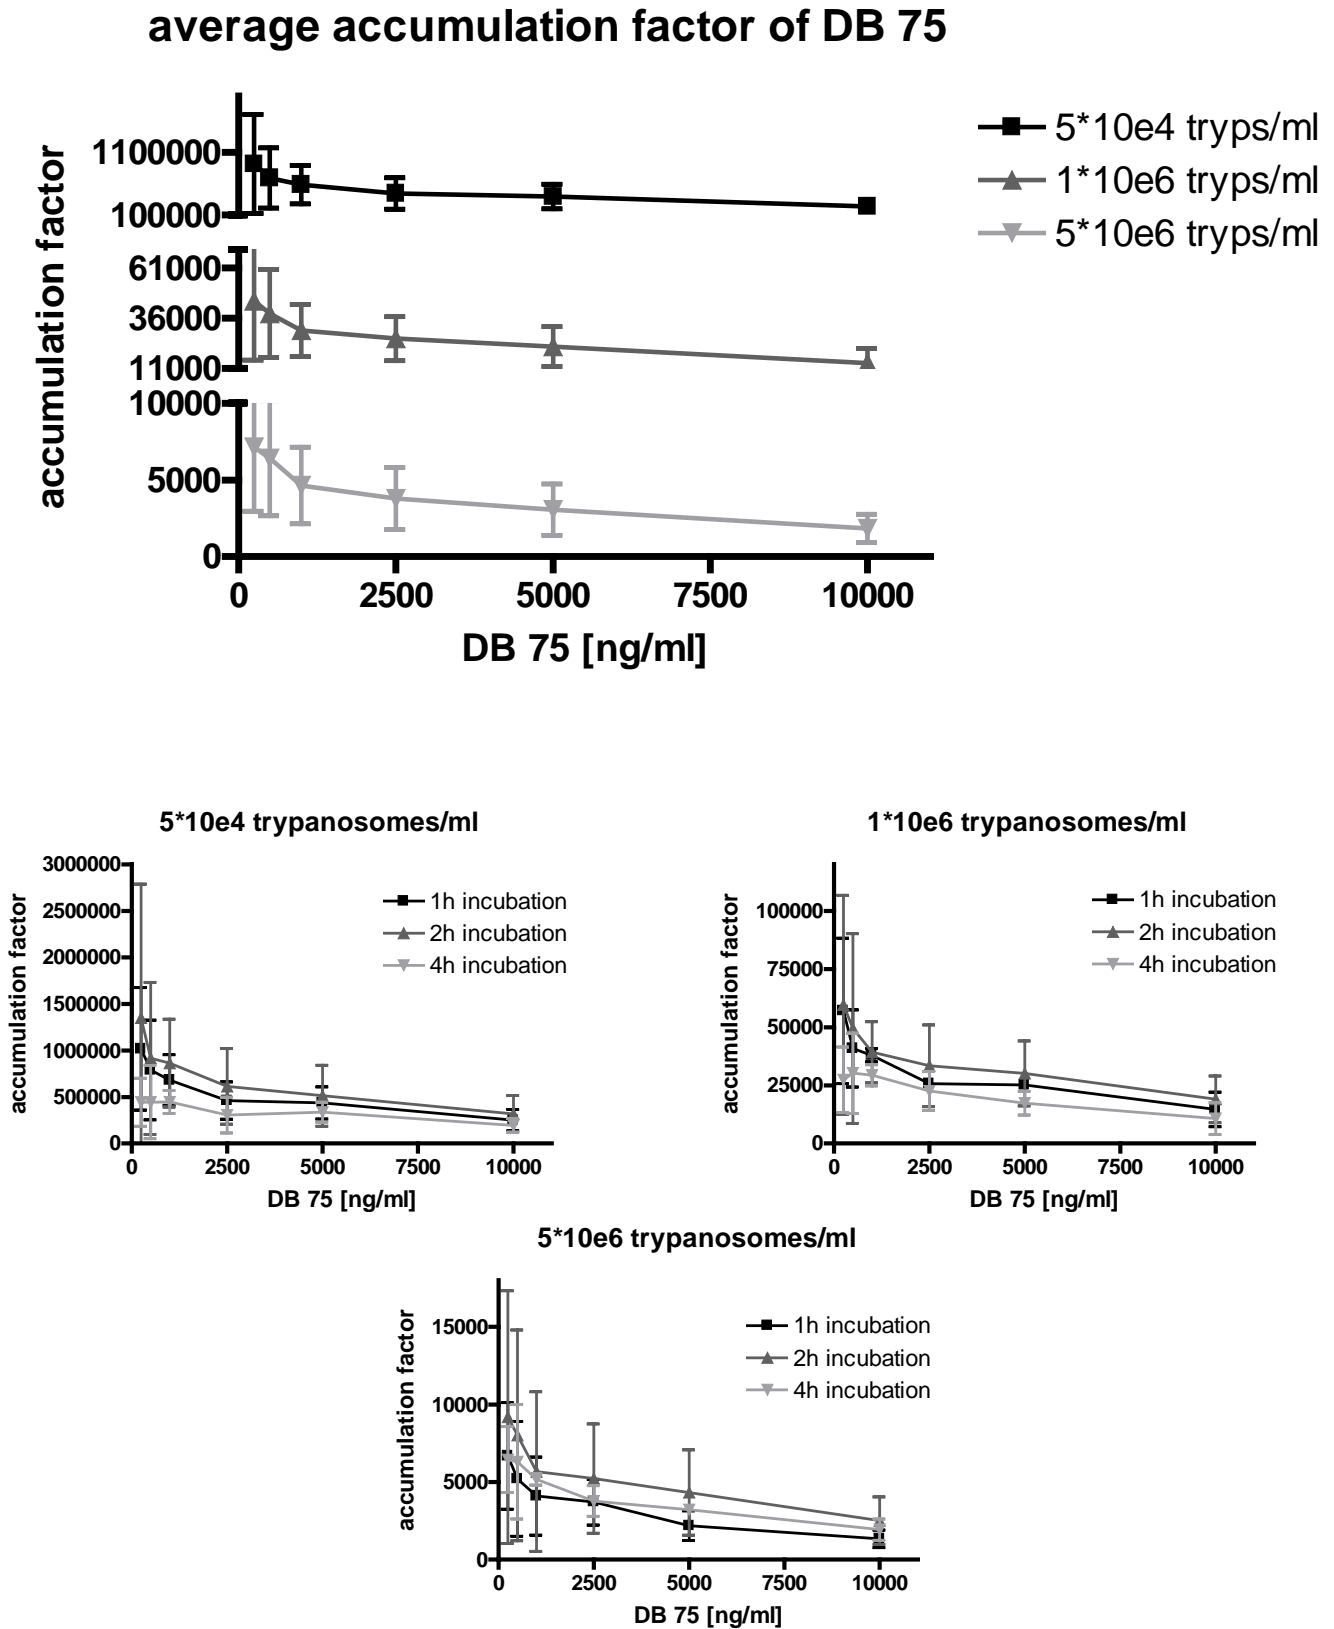 average accumulation factor of DB 75
accumulation factor
1100000
100000
61000
36000
11000
10000
5000
0
0 2500 5000 7500 10000
DB 75 [ng/ml]
5*10e4 tryps/ml
1*10e6 tryps/ml
5*10e6 tryps/ml
5*10e4 trypanosomes/ml
accumulation factor
3000000
2500000
2000000
1500000
1000000
500000
0
0 2500 5000 7500 10000
DB 75 [ng/ml]
1h incubation
2h incubation
4h incubation
1*10e6 trypanosomes/ml
accumulation factor
100000
75000
50000
25000
0
0 2500 5000 7500 10000
DB 75 [ng/ml]
1h incubation
2h incubation
4h incubation
5*10e6 trypanosomes/ml
accumulation factor
15000
10000
5000
0
0 2500 5000 7500 10000
DB 75 [ng/ml]
1h incubation
2h incubation
4h incubation